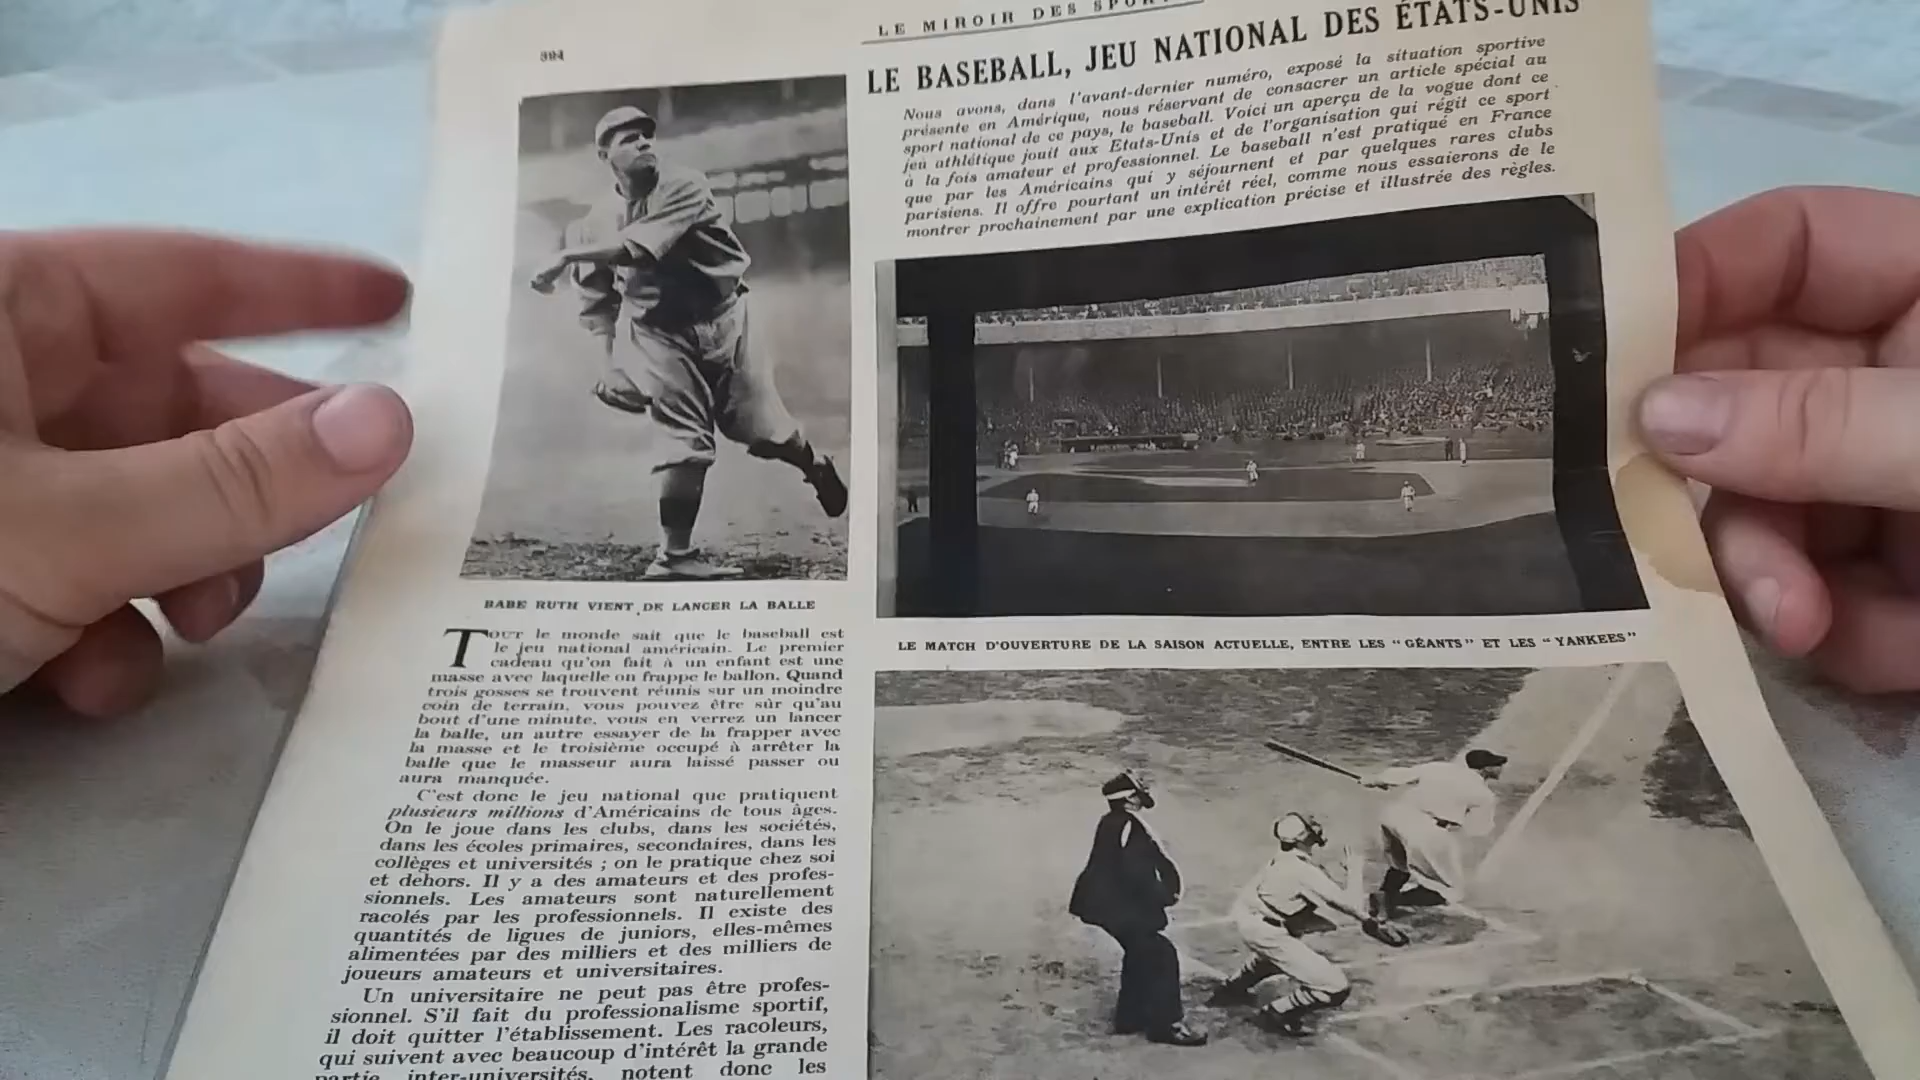 394
LE MIROIR DES
LE BASEBALL, JEU NATIONAL DES ÉTATS-UNIS
Nous avons, dans l'avant-dernier numéro, exposé la situation sportive
présente en Amérique, nous réservant de consacrer un article spécial au
sport national de ce pays, le baseball. Voici un aperçu de la vogue dont ce
jeu athlétique jouit aux Etats-Unis et de l'organisation qui régit ce sport
à la fois amateur et professionnel. Le baseball n'est pratiqué en France
que par les Américains qui y séjournent et par quelques rares clubs
parisiens. Il offre pourtant un intérêt réel, comme nous essaierons de le
montrer prochainement par une explication précise et illustrée des règles.
BABE RUTH VIENT DE LANCER LA BALLE
LE MATCH D'OUVERTURE DE LA SAISON ACTUELLE, ENTRE LES "GÉANTS" ET LES "YANKEES"
TOUT le monde sait que le baseball est
le jeu national américain. Le premier
cadeau qu'on fait à un enfant est une
masse avec laquelle on frappe le ballon. Quand
trois gosses se trouvent réunis sur un moindre
coin de terrain, vous pouvez être sûr qu'au
bout d'une minute, vous en verrez un lancer
la balle, un autre essayer de la frapper avec
la masse et le troisième occupé à arrêter la
balle que le masseur aura laissé passer ou
aura manquée.
C'est donc le jeu national que pratiquent
plusieurs millions d'Américains de tous âges.
On le joue dans les clubs, dans les sociétés,
dans les écoles primaires, secondaires, dans les
collèges et universités ; on le pratique chez soi
et dehors. Il y a des amateurs et des profes-
sionnels. Les amateurs sont naturellement
racolés par les professionnels. Il existe des
quantités de ligues de juniors, elles-mêmes
alimentées par des milliers et des milliers de
joueurs amateurs et universitaires.
Un universitaire ne peut pas être profes-
sionnel. S'il fait du professionalisme sportif,
il doit quitter l'établissement. Les racoleurs,
qui suivent avec beaucoup d'intérêt la grande
partie inter-universités, notent donc les